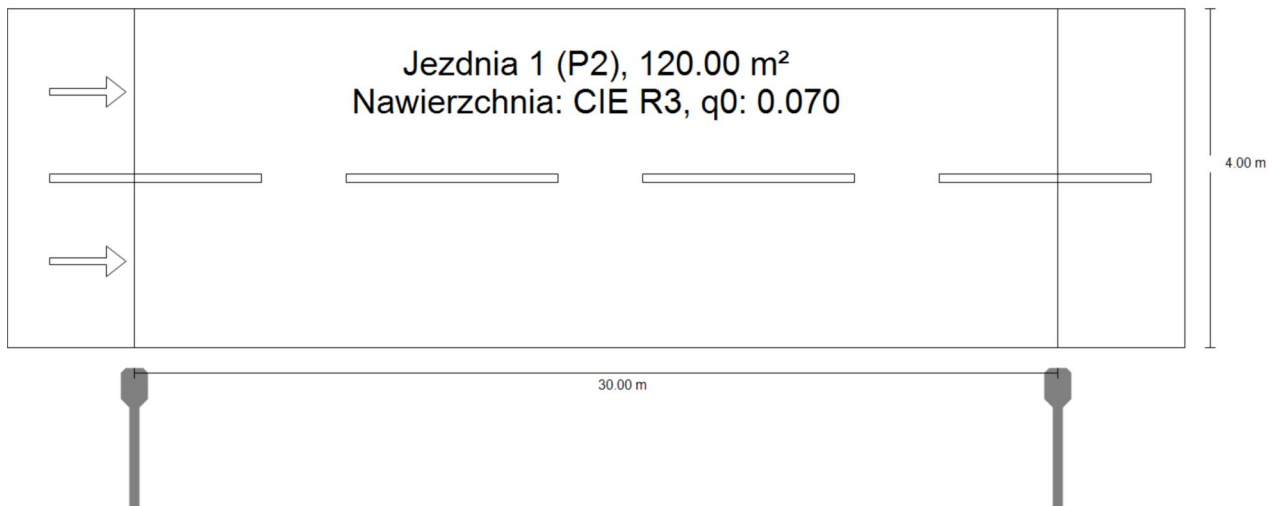 Jezdnia 1 (P2), 120.00 m²
Nawierzchnia: CIE R3, q0: 0.070
4.00 m
30.00 m